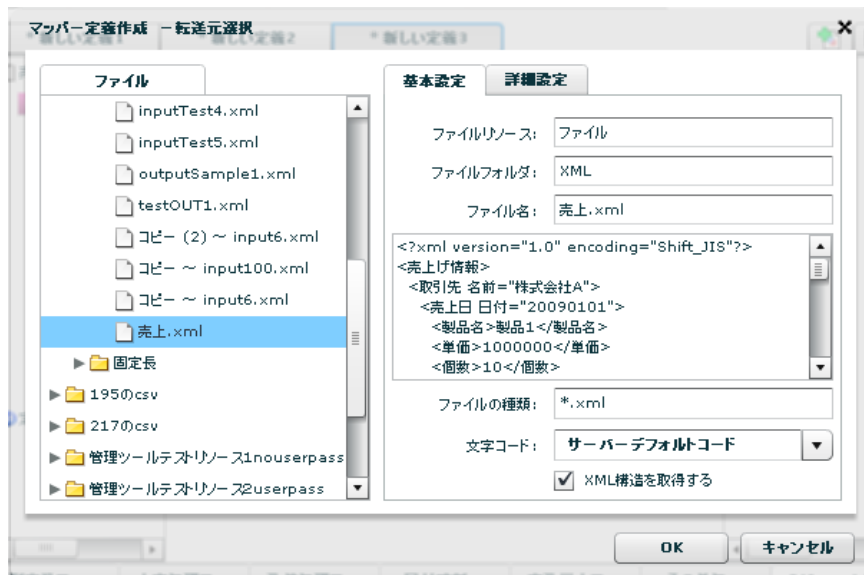 マッパー定義作成 －転送元選択
* 新しい定義1
* 新しい定義2
* 新しい定義3
ファイル
inputTest4.xml
inputTest5.xml
outputSample1.xml
testOUT1.xml
コピー (2) ～ input6.xml
コピー ～ input100.xml
コピー ～ input6.xml
売上.xml
固定長
195のcsv
217のcsv
管理ツールテストリソース1nouserpass
管理ツールテストリソース2userpass
基本設定
詳細設定
ファイルリソース: ファイル
ファイルフォルダ: XML
ファイル名: 売上.xml
<?xml version="1.0" encoding="Shift_JIS"?>
<売上げ情報>
<取引先 名前="株式会社A">
<売上日 日付="20090101">
<製品名>製品1</製品名>
<単価>1000000</単価>
<個数>10</個数>
ファイルの種類: *.xml
文字コード: サーバーデフォルトコード
XML構造を取得する
OK
キャンセル